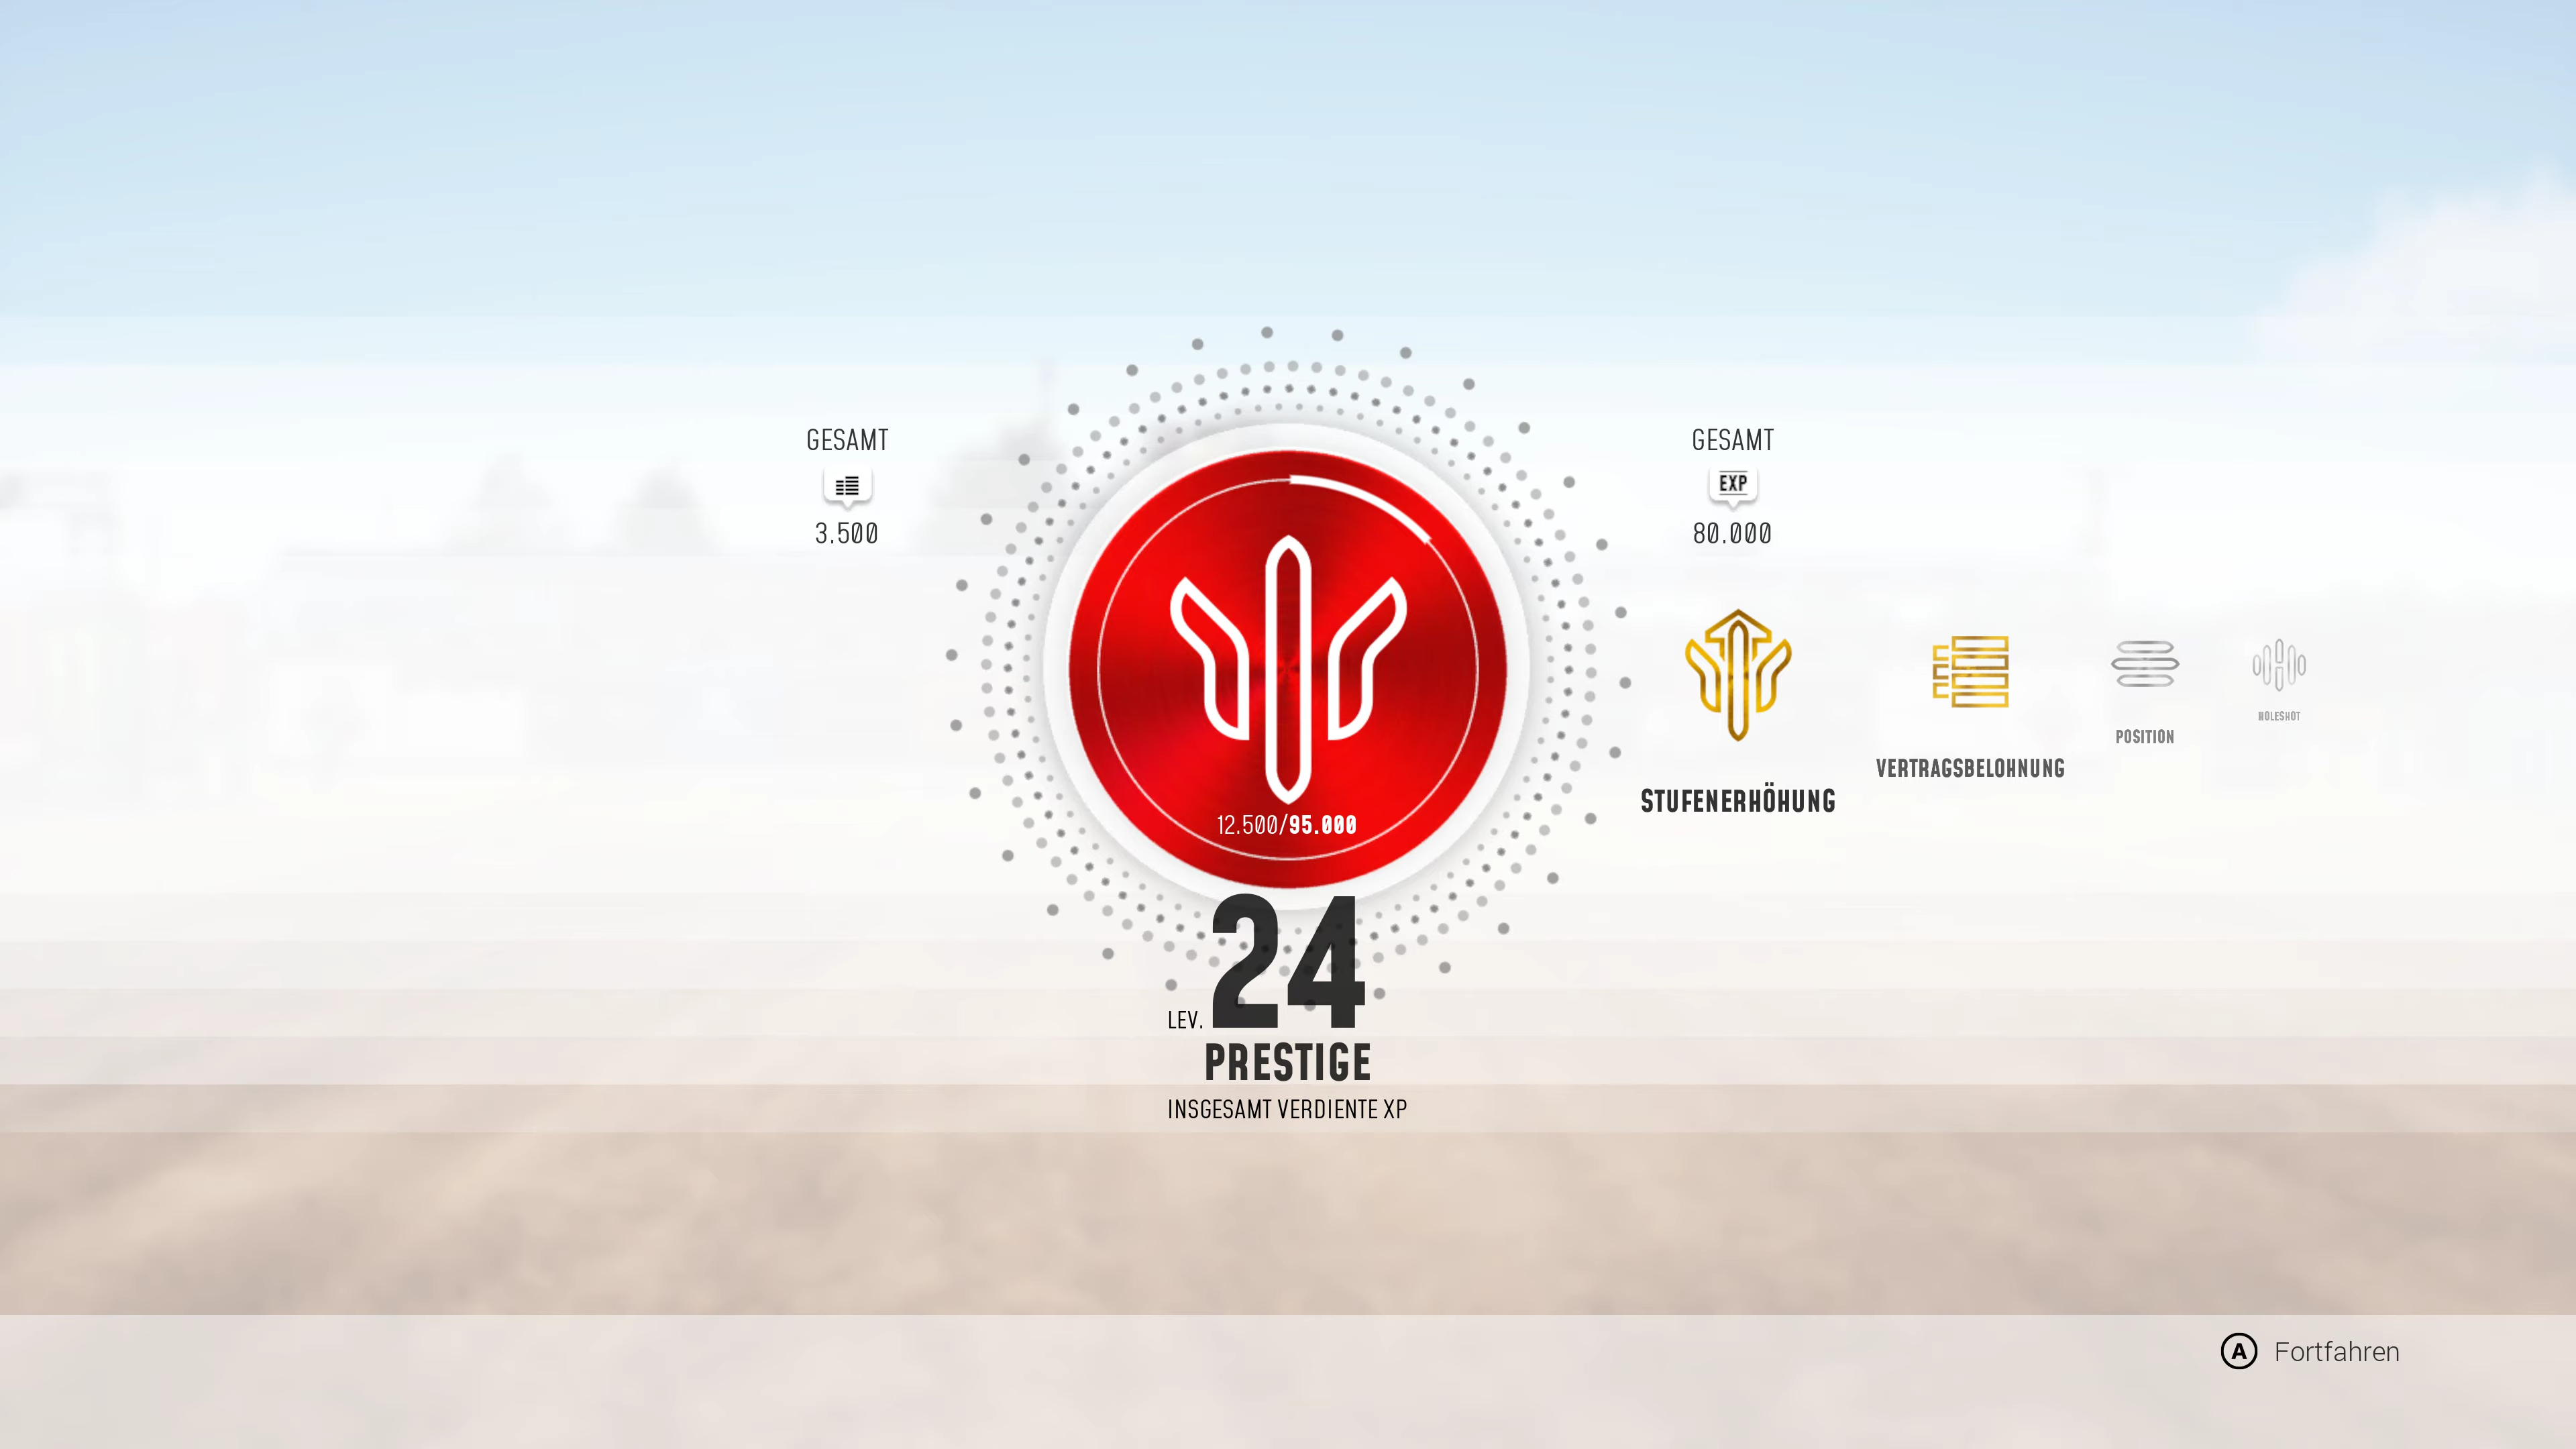 GESAMT
3.500
GESAMT
EXP
80.000
12.500/95.000
STUFENERHÖHUNG
VERTRAGSBELOHNUNG
POSITION
HOLESHOT
LEV. 24
PRESTIGE
INSGESAMT VERDIENTE XP
A Fortfahren